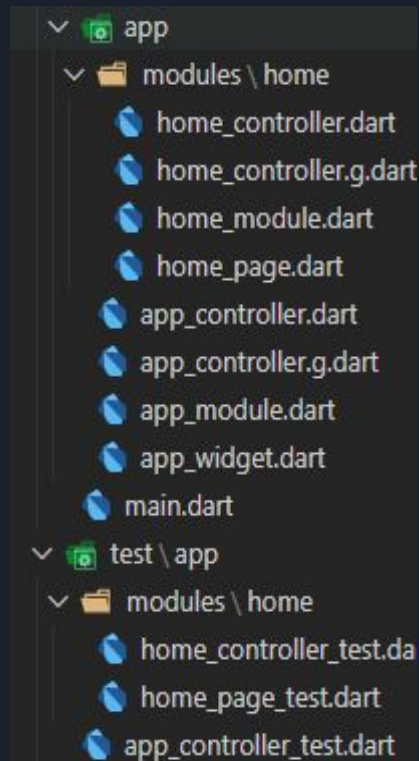 app
modules \ home
home_controller.dart
home_controller.g.dart
home_module.dart
home_page.dart
app_controller.dart
app_controller.g.dart
app_module.dart
app_widget.dart
main.dart
test \ app
modules \ home
home_controller_test.da
home_page_test.dart
app_controller_test.dart